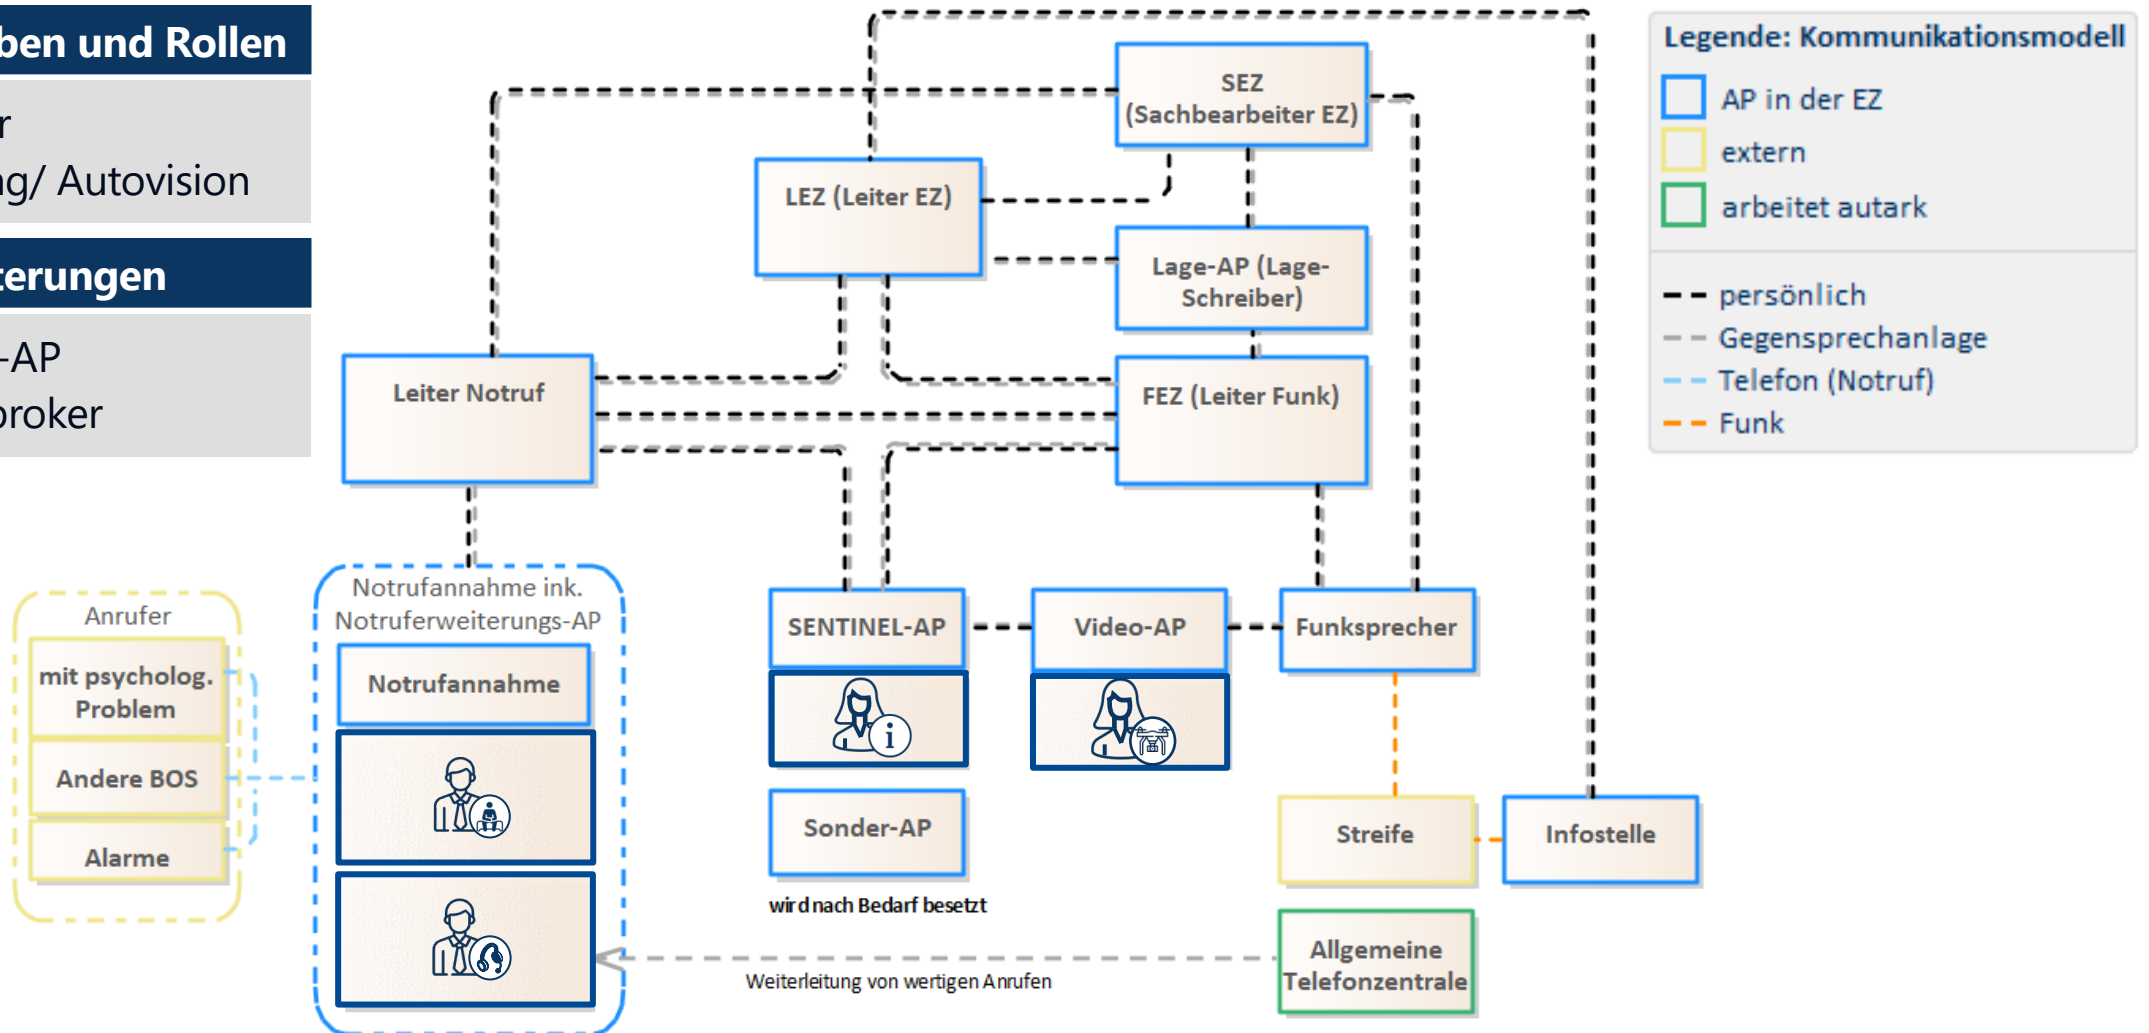 ben und Rollen
r
ng/ Autovision
terungen
-AP
broker
SEZ
(Sachbearbeiter EZ)
LEZ (Leiter EZ)
Lage-AP (Lage-
Schreiber)
Leiter Notruf
FEZ (Leiter Funk)
Legende: Kommunikationsmodell
AP in der EZ
extern
arbeitet autark
persönlich
Gegensprechanlage
Telefon (Notruf)
Funk
Anrufer
mit psycholog.
Problem
Andere BOS
Alarme
Notrufannahme ink.
Notruferweiterungs-AP
Notrufannahme
SENTINEL-AP
Video-AP
Funksprecher
i
Sonder-AP
wird nach Bedarf besetzt
Streife
Infostelle
Allgemeine
Telefonzentrale
Weiterleitung von wertigen Anrufen